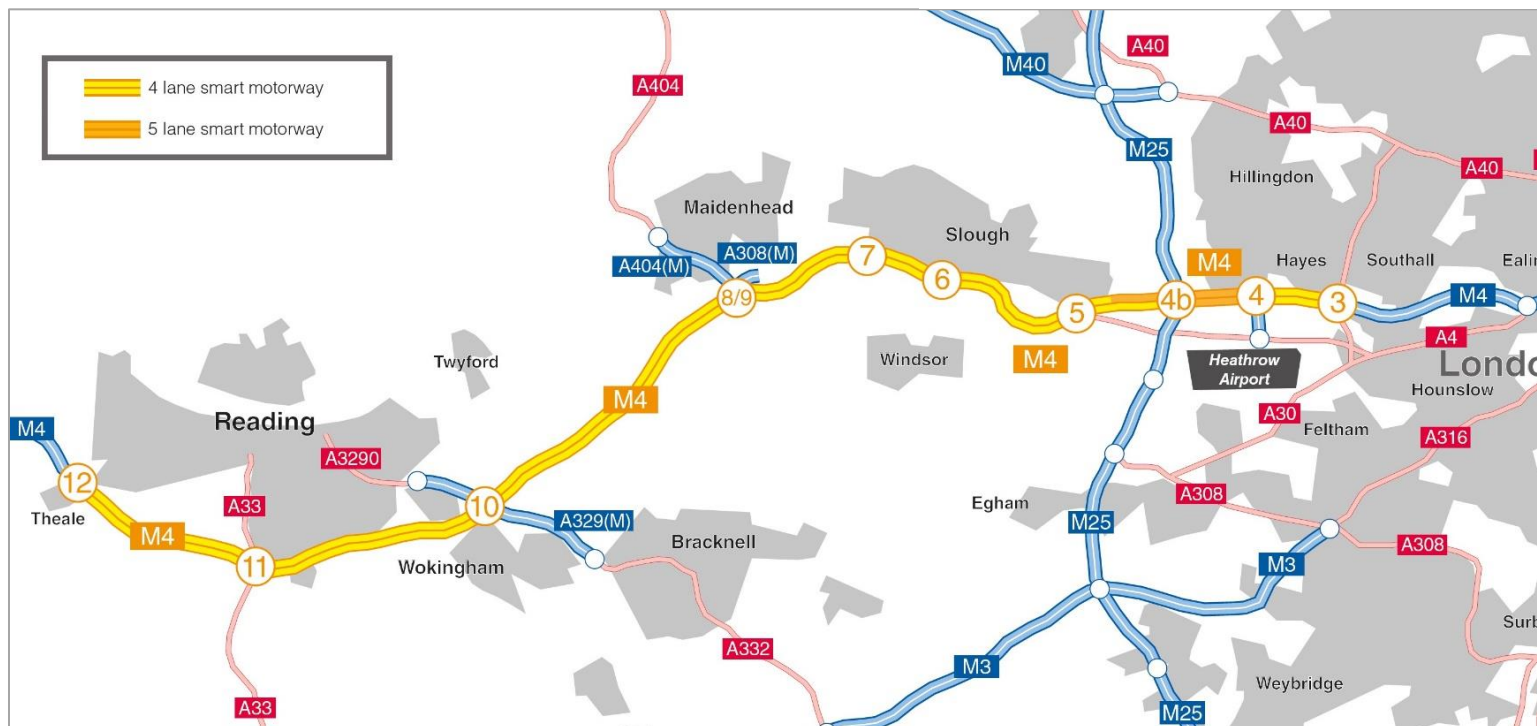 4 lane smart motorway
5 lane smart motorway
A404
M40
A40
A40
A40
M25
Hillingdon
Maidenhead
A404(M)
A308(M)
Slough
M4
Hayes
Southall
7
6
8/9
5
4b
4
3
M4
A4
Windsor
M4
Heathrow
Airport
Hounslow
Twyford
M4
A30
Feltham
A316
M4
Reading
A3290
12
Theale
A33
M4
11
10
A329(M)
Wokingham
Bracknell
Egham
A308
M25
A308
M3
A332
M3
A33
Weybridge
M25